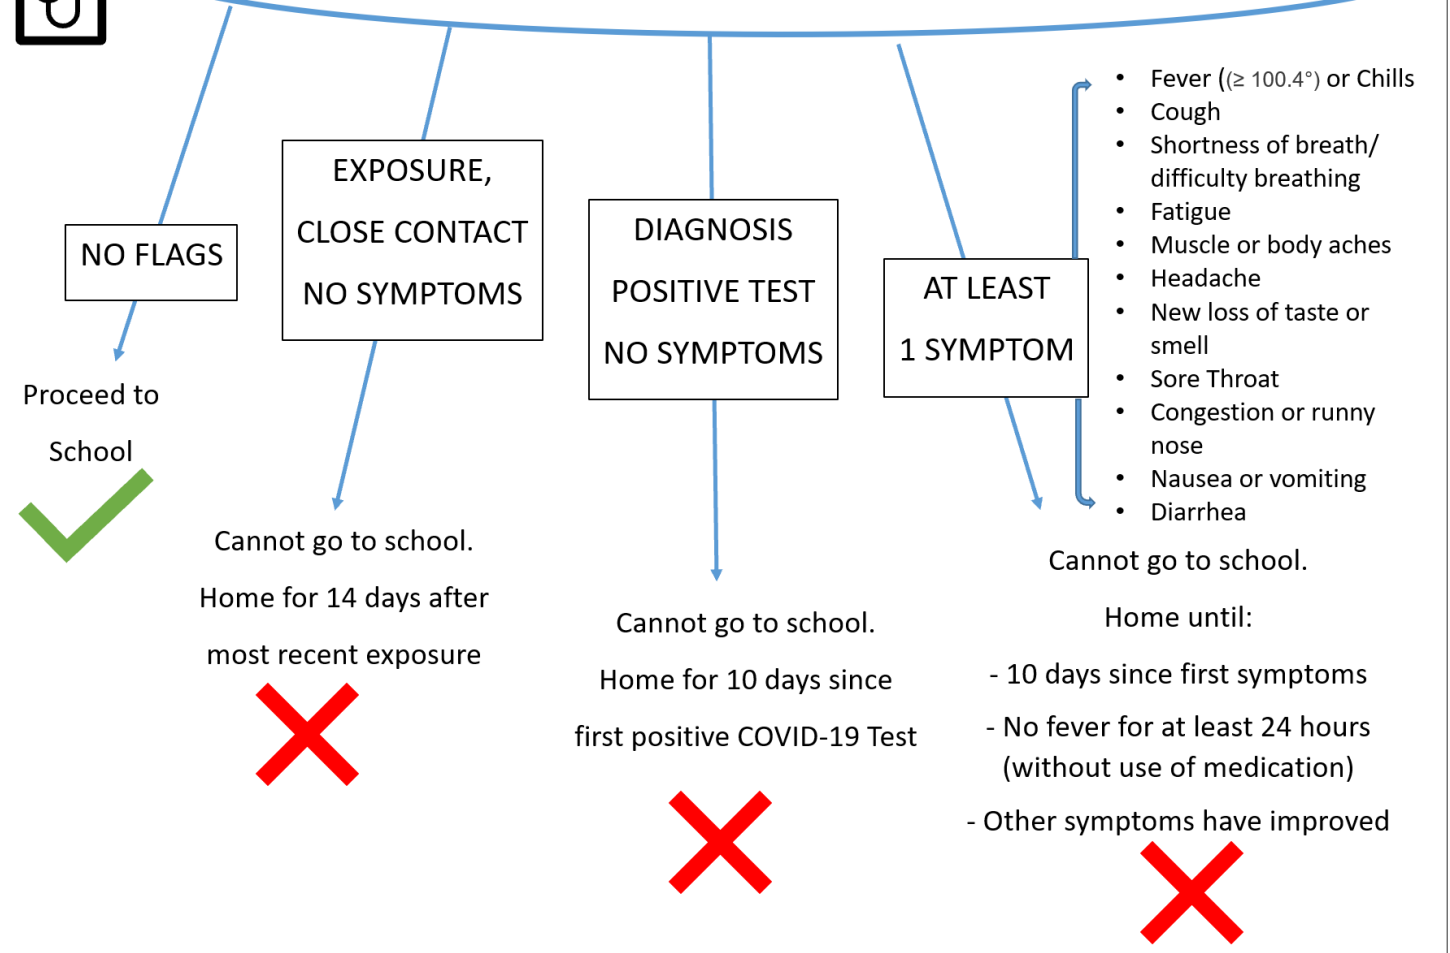 NO FLAGS
Proceed to
School
EXPOSURE,
CLOSE CONTACT
NO SYMPTOMS
Cannot go to school.
Home for 14 days after
most recent exposure
DIAGNOSIS
POSITIVE TEST
NO SYMPTOMS
Cannot go to school.
Home for 10 days since
first positive COVID-19 Test
AT LEAST
1 SYMPTOM
• Fever ((≥ 100.4°) or Chills
• Cough
• Shortness of breath/
difficulty breathing
• Fatigue
• Muscle or body aches
• Headache
• New loss of taste or
smell
• Sore Throat
• Congestion or runny
nose
• Nausea or vomiting
• Diarrhea
Cannot go to school.
Home until:
- 10 days since first symptoms
- No fever for at least 24 hours
(without use of medication)
- Other symptoms have improved